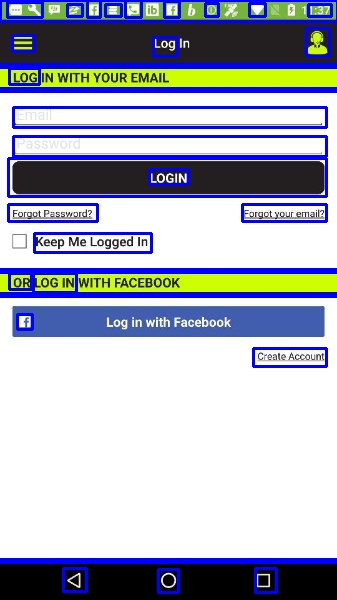 1:37
Log In
LOG IN WITH YOUR EMAIL
Email
Password
LOGIN
Forgot Password?
Forgot your email?
Keep Me Logged In
OR LOG IN WITH FACEBOOK
f
Log in with Facebook
Create Account